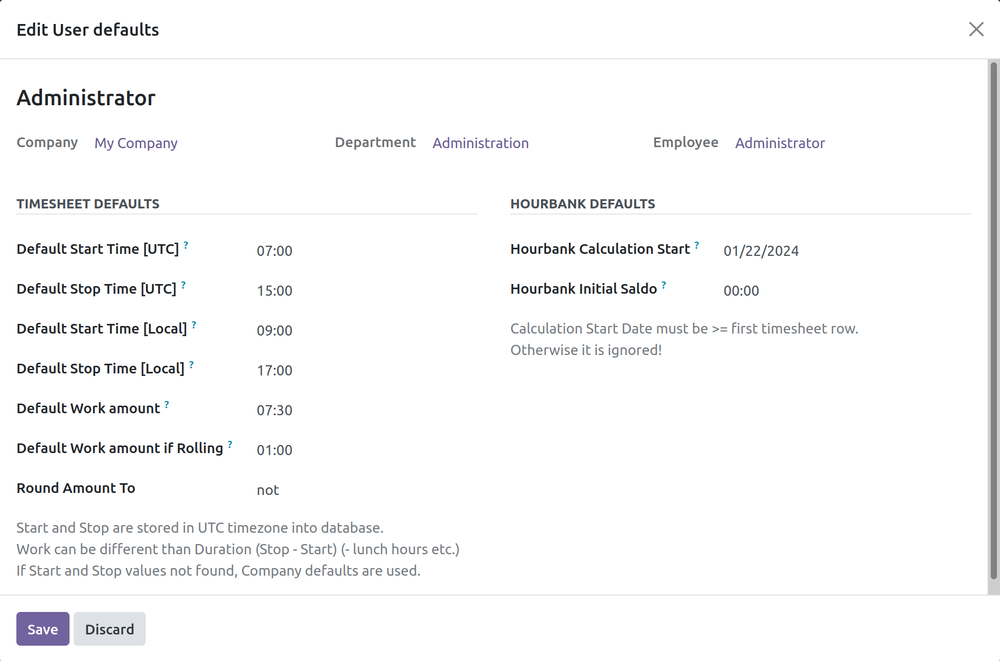 Edit User defaults
Administrator
Company My Company Department Administration Employee Administrator
TIMESHEET DEFAULTS
Default Start Time [UTC] ? 07:00
Default Stop Time [UTC] ? 15:00
Default Start Time [Local] ? 09:00
Default Stop Time [Local] ? 17:00
Default Work amount ? 07:30
Default Work amount if Rolling ? 01:00
Round Amount To not
Start and Stop are stored in UTC timezone into database.
Work can be different than Duration (Stop - Start) (- lunch hours etc.)
If Start and Stop values not found, Company defaults are used.
HOURBANK DEFAULTS
Hourbank Calculation Start ? 01/22/2024
Hourbank Initial Saldo ? 00:00
Calculation Start Date must be >= first timesheet row.
Otherwise it is ignored!
Save Discard